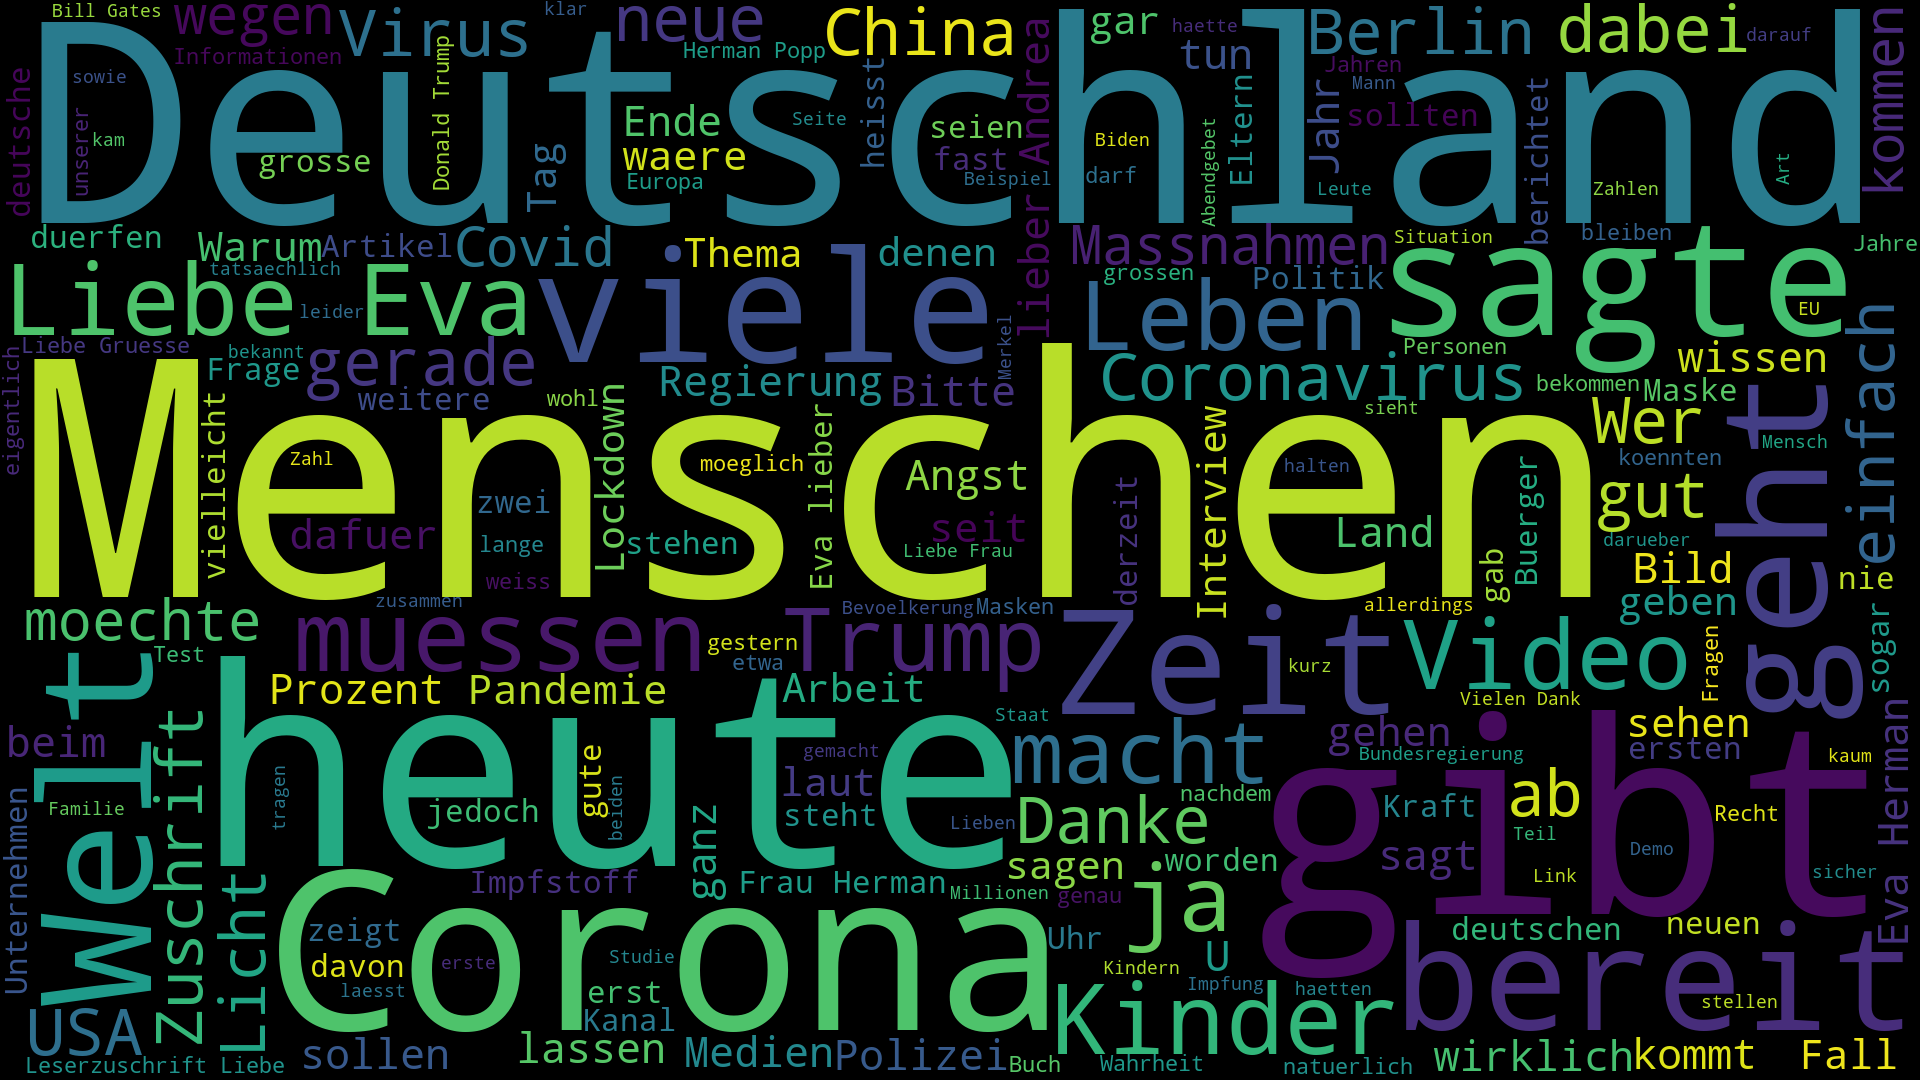 Bill Gates
wegen
Informationen
Virus
klar
neue
Herman Popp
China
Andrea
gar
haette
tun
Berlin
Jahren
Mann
dabei
darauf
kommen
Deutschland
deutsche
sowie
unserer
kam
grosse
Donald Trump
Tag
Ende
waere
Europa
Seite
heisst
seien
fast
Beispiel
lieber
darf
Biden
Abendgebet
Eltern
Jahr
sollten
Leute
berichtet
Zahlen
Art
duerfen
Warum
Artikel
tatsaechlich
Covid
Thema
denen
Massnahmen
grossen
Situation
Politik
bleiben
Jahre
Liebe
Eva
leider
viele
Leben
sagte
EU
einfach
Liebe Gruesse
bekannt
Frage
gerade
weitere
wohl
Regierung
Bitte
Merkel
Coronavirus
Personen
bekommen
Maske
wissen
eigentlich
vielleicht
Menschen
Zahl
Lockdown
moeglich
Eva lieber
Angst
Interview
halten
sieht
Wer
koennten
Mensch
geht
gut
dafuer
zwei
lange
weiss
stehen
seit
Liebe Frau
derzeit
Land
gab
Buerger
darueber
Bild
nie
geben
sogar
moechte
zusammen
Bevoelkerung
Masken
allerdings
muessen
gestern
etwa
Trump
Zeit
kurz
Video
Fragen
Vielen Dank
Test
Welt
Prozent
Pandemie
Arbeit
Staat
macht
gehen
Bundesregierung
sehen
ersten
kaum
beim
Zuschrift
heute
tragen
gute
beiden
jedoch
ganz
gemacht
laut
steht
Lieben
nachdem
Danke
gibt
Kraft
ab
Teil
Recht
Demo
Link
sicher
Eva Herman
Unternehmen
Familie
Licht
Impfstoff
Frau Herman
Millionen
sagen
genau
worden
sagt
Corona
zeigt
davon
laesst
erste
erst
Studie
Kanal
Uhr
ja
U
Kindern
Impfung
haetten
deutschen
neuen
bereit
stellen
USA
Leserzuschrift Liebe
sollen
lassen
Medien
Polizei
Buch
Kinder
Wahrheit
natuerlich
wirklich
kommt
Fall